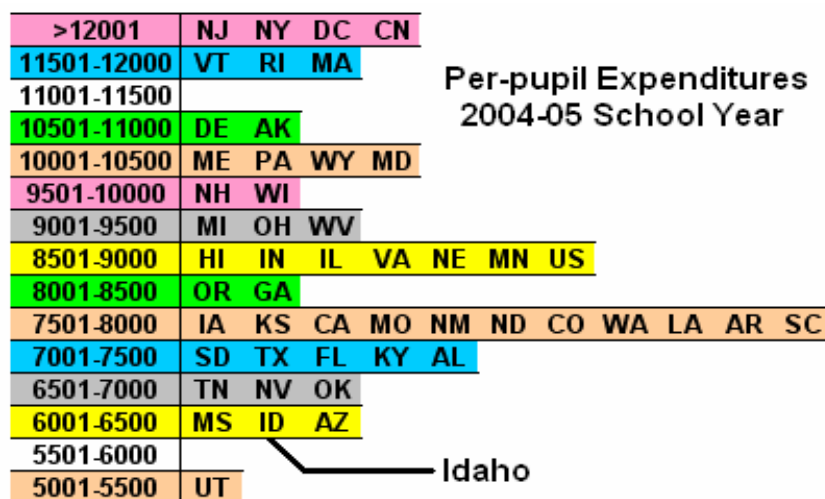 >12001 NJ NY DC CN
11501-12000 VT RI MA
11001-11500
10501-11000 DE AK
10001-10500 ME PA WY MD
9501-10000 NH WI
9001-9500 MI OH WV
8501-9000 HI IN IL VA NE MN US
8001-8500 OR GA
7501-8000 IA KS CA MO NM ND CO WA LA AR SC
7001-7500 SD TX FL KY AL
6501-7000 TN NV OK
6001-6500 MS ID AZ
5501-6000
5001-5500 UT
Per-pupil Expenditures
2004-05 School Year
Idaho